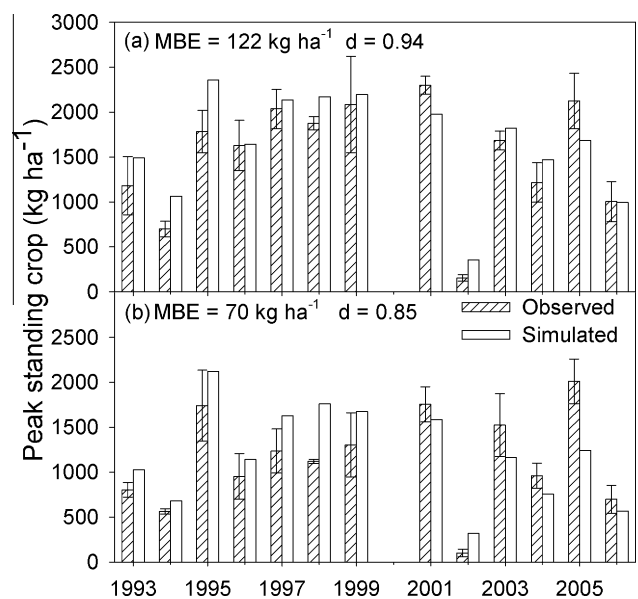 (a) MBE = 122 kg ha-1 d = 0.94
3000
2500
2000
1500
1000
500
0
Peak standing crop (kg ha-1)
(b) MBE = 70 kg ha-1 d = 0.85
Observed
Simulated
2500
2000
1500
1000
500
0
1993 1995 1997 1999 2001 2003 2005